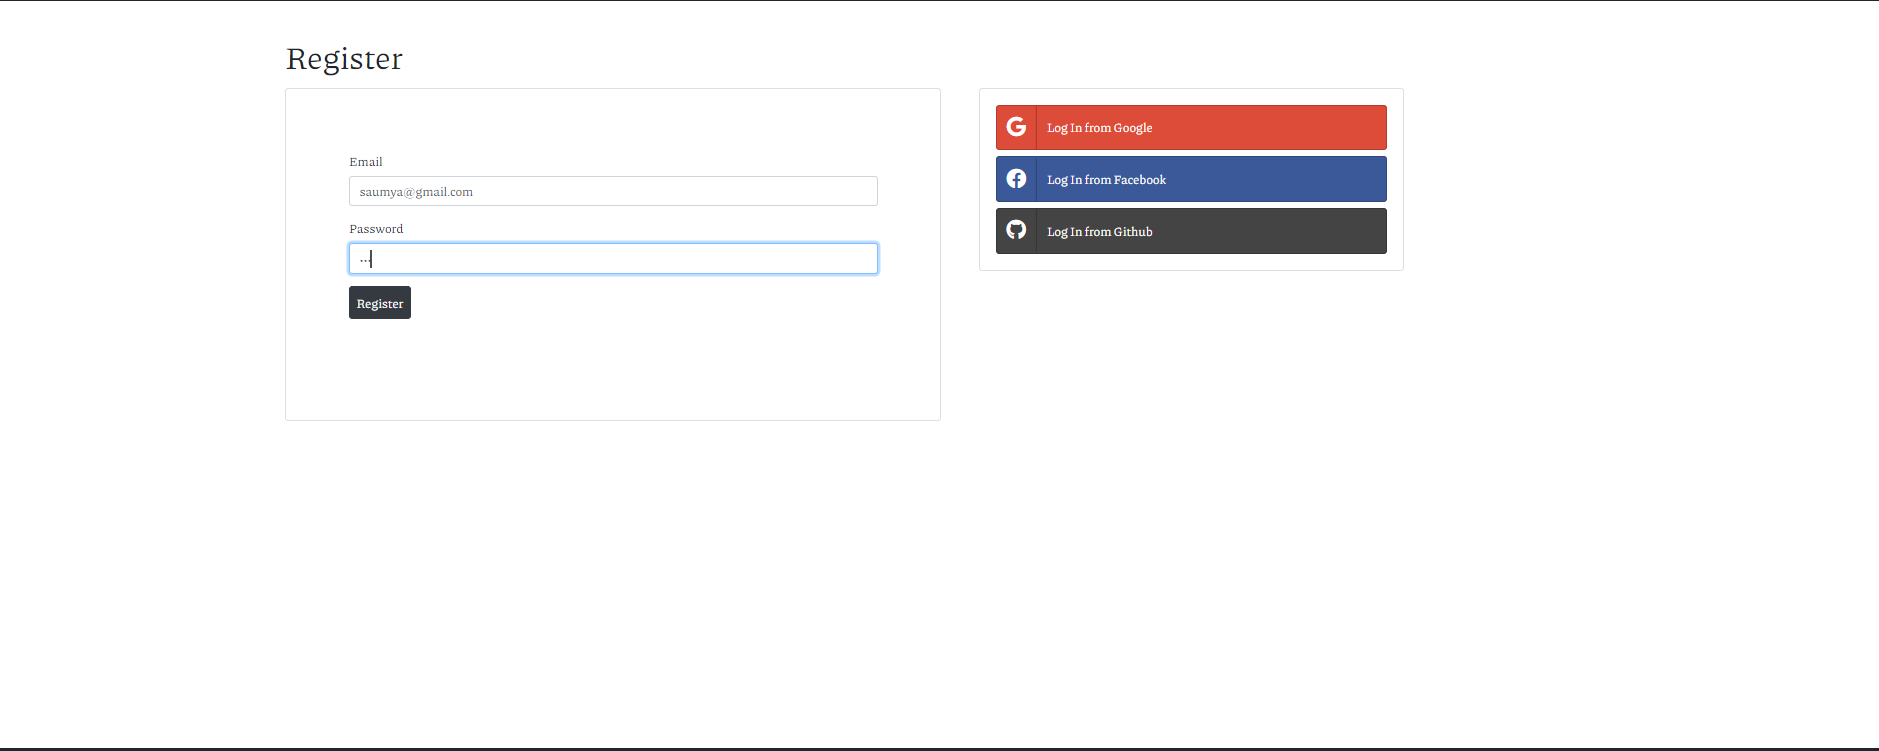 Register
Email
saumya@gmail.com
Password
...
Register
Log In from Google
Log In from Facebook
Log In from Github